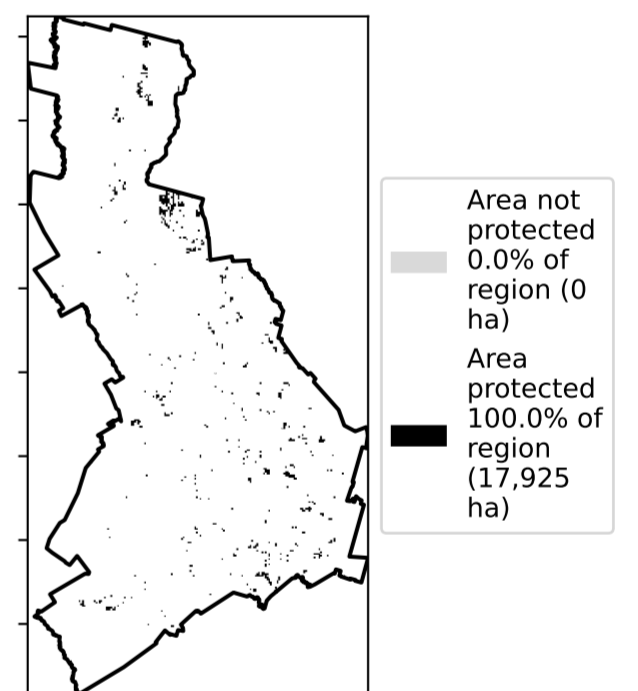 Area not
protected
0.0% of
region (0
ha)
Area
protected
100.0% of
region
(17,925
ha)